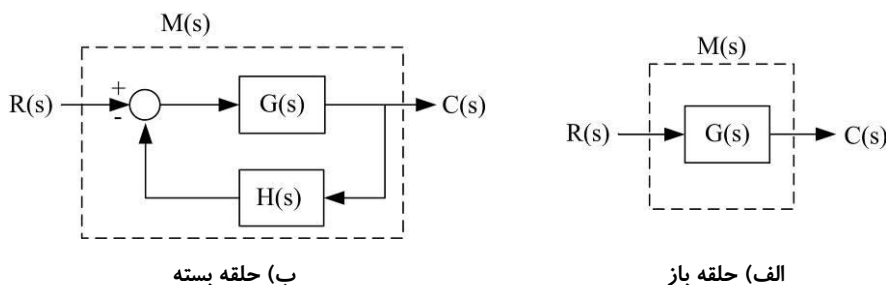 M(s)
+
R(s)
-
G(s)
C(s)
H(s)
ب) حلقه بسته
M(s)
R(s)
G(s)
C(s)
الف) حلقه باز